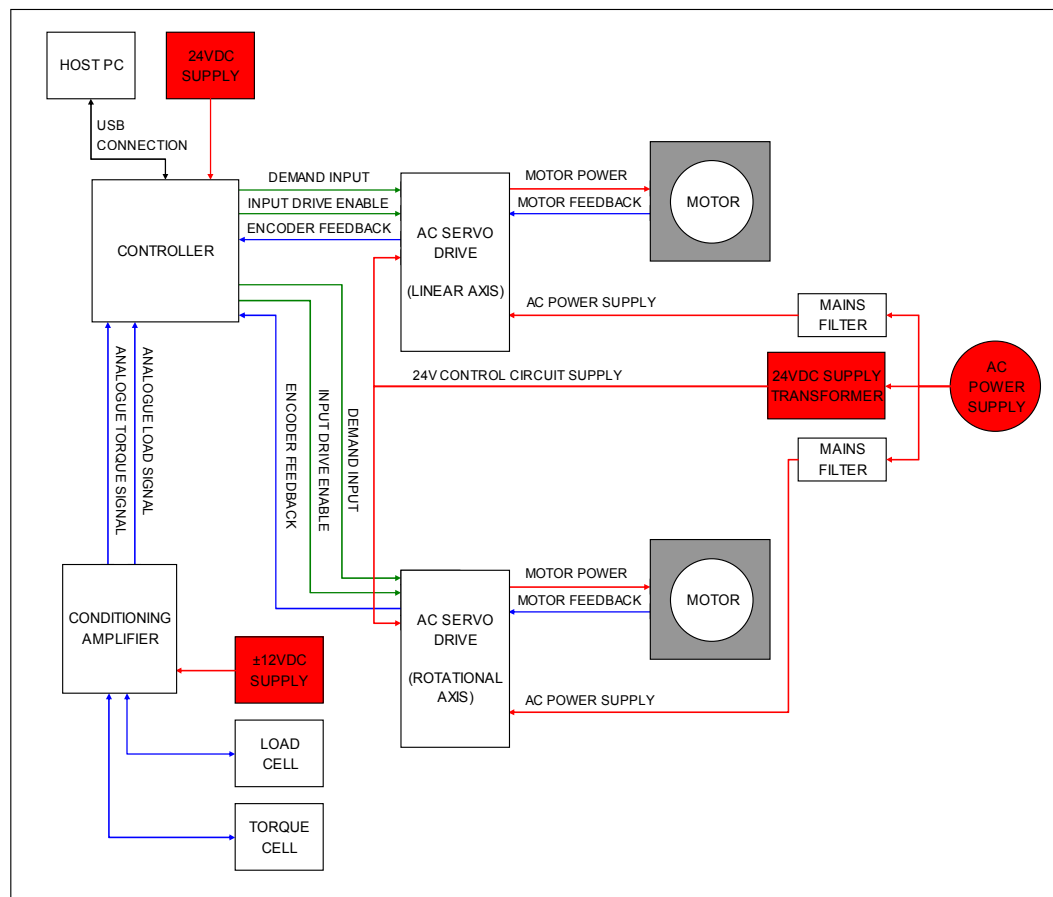 HOST PC
24VDC
SUPPLY
USB
CONNECTION
CONTROLLER
DEMAND INPUT
INPUT DRIVE ENABLE
ENCODER FEEDBACK
AC SERVO
DRIVE
(LINEAR AXIS)
MOTOR POWER
MOTOR FEEDBACK
MOTOR
AC POWER SUPPLY
MAINS
FILTER
24V CONTROL CIRCUIT SUPPLY
24VDC SUPPLY
TRANSFORMER
AC
POWER
SUPPLY
MAINS
FILTER
ANALOGUE TORQUE SIGNAL
ANALOGUE LOAD SIGNAL
ENCODER FEEDBACK
INPUT DRIVE ENABLE
DEMAND INPUT
CONDITIONING
AMPLIFIER
±12VDC
SUPPLY
AC SERVO
DRIVE
(ROTATIONAL
AXIS)
MOTOR POWER
MOTOR FEEDBACK
MOTOR
AC POWER SUPPLY
LOAD
CELL
TORQUE
CELL